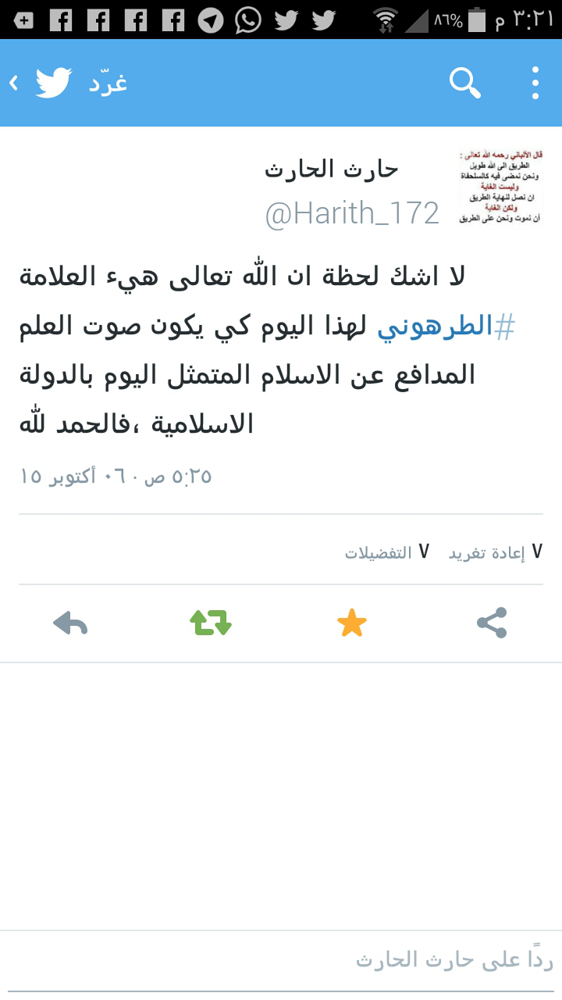 ٨٦% م ٣:٢١
غرّد
قال الألباني رحمه الله تعالى :
الطريق الى الله طويل
ونحن نمضي فيه كالسلحفاة
وليست الغاية
ان نصل لنهاية الطريق
ولكن الغاية
أن نموت ونحن على الطريق
حارث الحارث
@Harith_172
لا اشك لحظة ان الله تعالى هيء العلامة
#الطرهوني لهذا اليوم كي يكون صوت العلم
المدافع عن الاسلام المتمثل اليوم بالدولة
الاسلامية ،فالحمد لله
٥:٢٥ ص · ٠٦ أكتوبر ١٥
٧ إعادة تغريد ٧ التفضيلات
ردًا على حارث الحارث